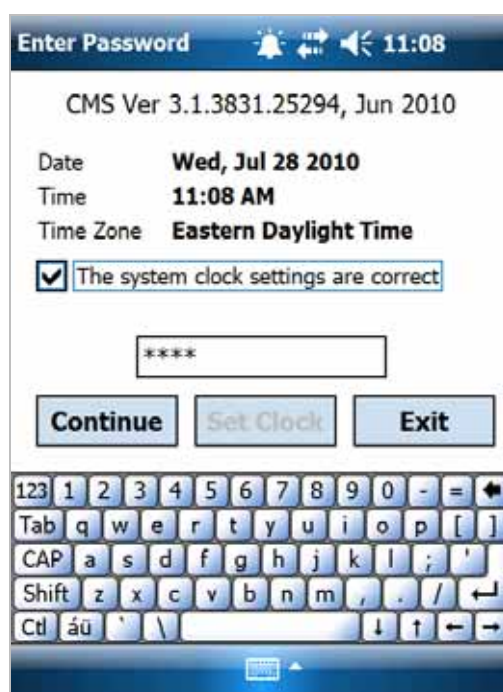 Enter Password 11:08
CMS Ver 3.1.3831.25294, Jun 2010
Date Wed, Jul 28 2010
Time 11:08 AM
Time Zone Eastern Daylight Time
The system clock settings are correct
****
Continue Set Clock Exit
123 1 2 3 4 5 6 7 8 9 0 - =
Tab q w e r t y u i o p [ ]
CAP a s d f g h j k l ; '
Shift z x c v b n m , . /
Ctl áü ` \